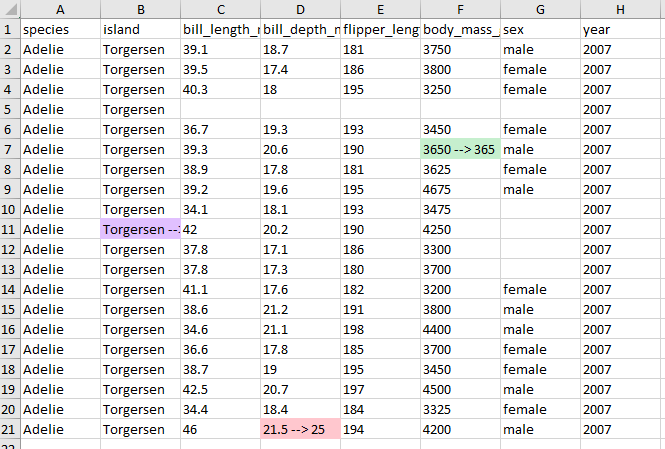 A B C D E F G H
1 species island bill_length_ bill_depth_ flipper_leng body_mass_ sex year
2 Adelie Torgersen 39.1 18.7 181 3750 male 2007
3 Adelie Torgersen 39.5 17.4 186 3800 female 2007
4 Adelie Torgersen 40.3 18 195 3250 female 2007
5 Adelie Torgersen 2007
6 Adelie Torgersen 36.7 19.3 193 3450 female 2007
7 Adelie Torgersen 39.3 20.6 190 3650 --> 365 male 2007
8 Adelie Torgersen 38.9 17.8 181 3625 female 2007
9 Adelie Torgersen 39.2 19.6 195 4675 male 2007
10 Adelie Torgersen 34.1 18.1 193 3475 2007
11 Adelie Torgersen --> 42 20.2 190 4250 2007
12 Adelie Torgersen 37.8 17.1 186 3300 2007
13 Adelie Torgersen 37.8 17.3 180 3700 2007
14 Adelie Torgersen 41.1 17.6 182 3200 female 2007
15 Adelie Torgersen 38.6 21.2 191 3800 male 2007
16 Adelie Torgersen 34.6 21.1 198 4400 male 2007
17 Adelie Torgersen 36.6 17.8 185 3700 female 2007
18 Adelie Torgersen 38.7 19 195 3450 female 2007
19 Adelie Torgersen 42.5 20.7 197 4500 male 2007
20 Adelie Torgersen 34.4 18.4 184 3325 female 2007
21 Adelie Torgersen 46 21.5 --> 25 194 4200 male 2007